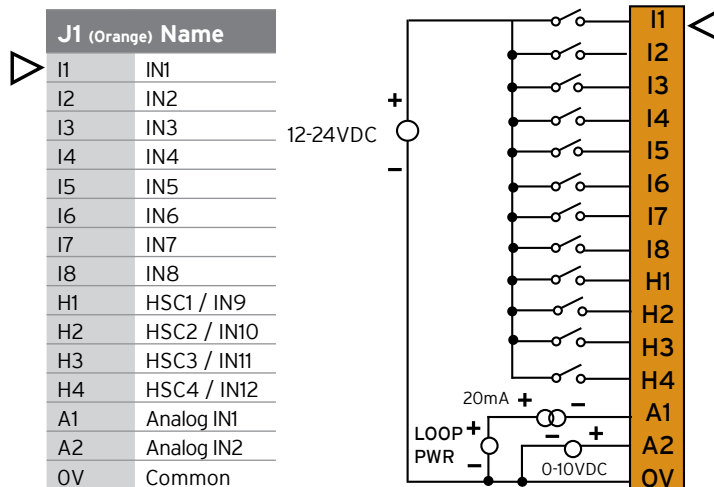 J1 (Orange) Name
I1 IN1
I2 IN2
I3 IN3
I4 IN4
I5 IN5
I6 IN6
I7 IN7
I8 IN8
H1 HSC1 / IN9
H2 HSC2 / IN10
H3 HSC3 / IN11
H4 HSC4 / IN12
A1 Analog IN1
A2 Analog IN2
0V Common
12-24VDC
+
−
20mA + −
LOOP +
PWR −
− +
0-10VDC
I1
I2
I3
I4
I5
I6
I7
I8
H1
H2
H3
H4
A1
A2
0V